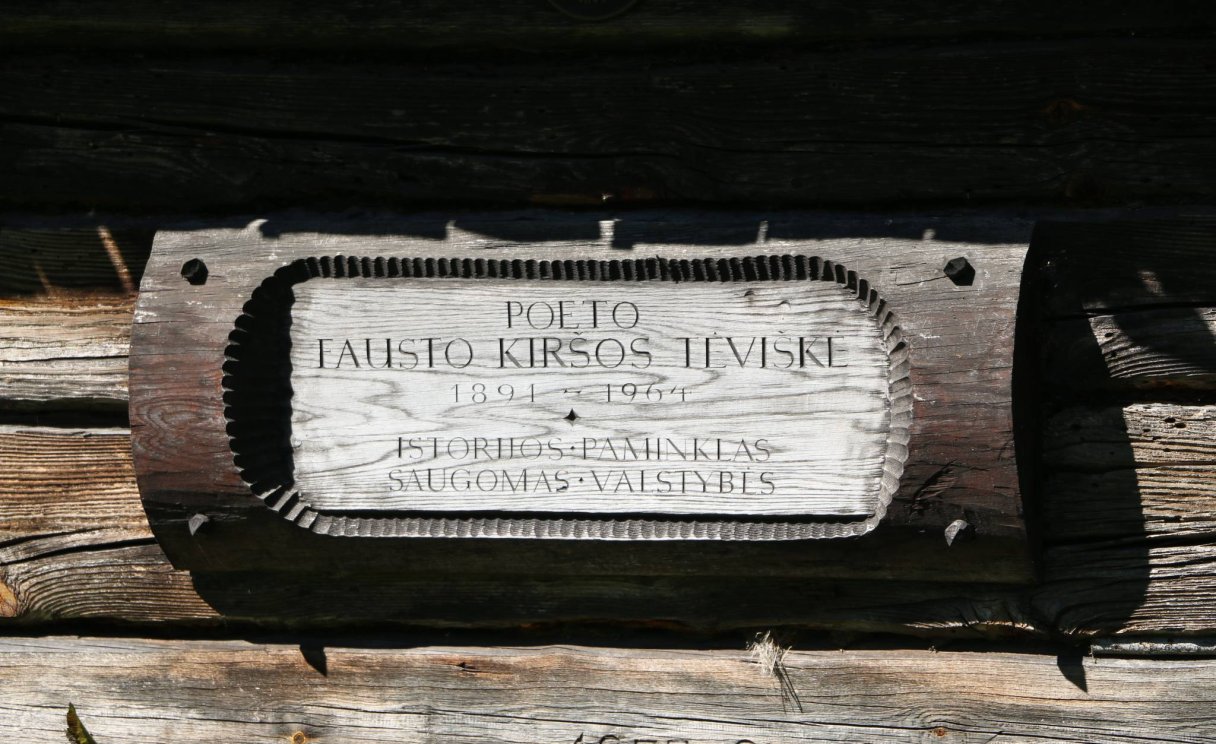 POETO
FAUSTO KIRŠOS TĖVIŠKĖ
1891 ~ 1964
ISTORIJOS·PAMINKLAS
SAUGOMAS·VALSTYBĖS